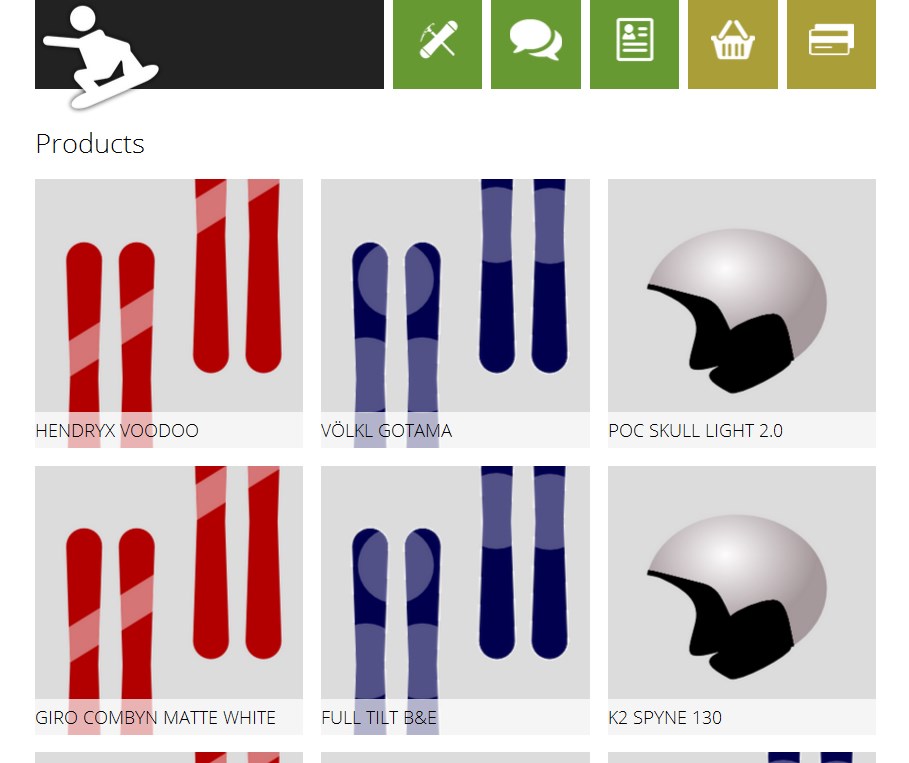 Products
HENDRYX VOODOO
VÖLKL GOTAMA
POC SKULL LIGHT 2.0
GIRO COMBYN MATTE WHITE
FULL TILT B&E
K2 SPYNE 130